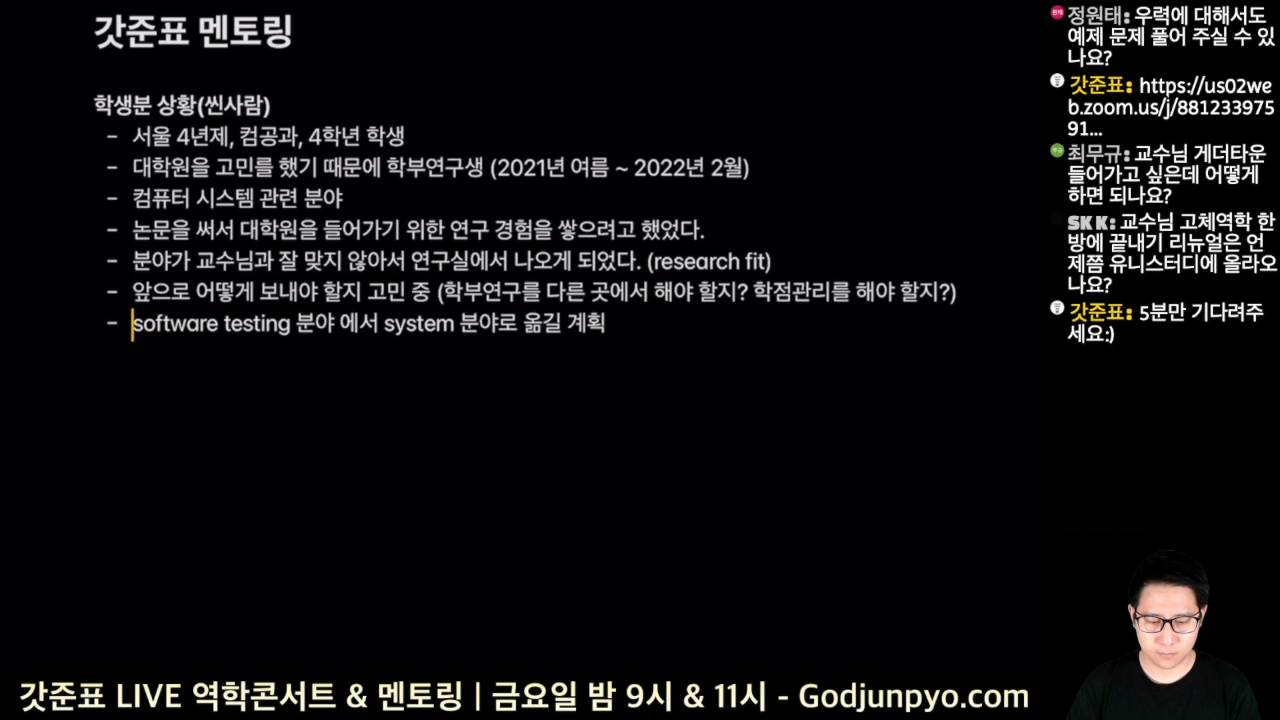 갓준표 멘토링
학생분 상황(씬사람)
- 서울 4년제, 컴공과, 4학년 학생
- 대학원을 고민를 했기 때문에 학부연구생 (2021년 여름 ~ 2022년 2월)
- 컴퓨터 시스템 관련 분야
- 논문을 써서 대학원을 들어가기 위한 연구 경험을 쌓으려고 했었다.
- 분야가 교수님과 잘 맞지 않아서 연구실에서 나오게 되었다. (research fit)
- 앞으로 어떻게 보내야 할지 고민 중 (학부연구를 다른 곳에서 해야 할지? 학점관리를 해야 할지?)
- software testing 분야 에서 system 분야로 옮길 계획
정원태: 우력에 대해서도
예제 문제 풀어 주실 수 있
나요?
갓준표: https://us02we
b.zoom.us/j/881233975
91...
최무규: 교수님 게더타운
들어가고 싶은데 어떻게
하면 되나요?
SK K: 교수님 고체역학 한
방에 끝내기 리뉴얼은 언
제쯤 유니스터디에 올라오
나요?
갓준표: 5분만 기다려주
세요:)
갓준표 LIVE 역학콘서트 & 멘토링 | 금요일 밤 9시 & 11시 - Godjunpyo.com